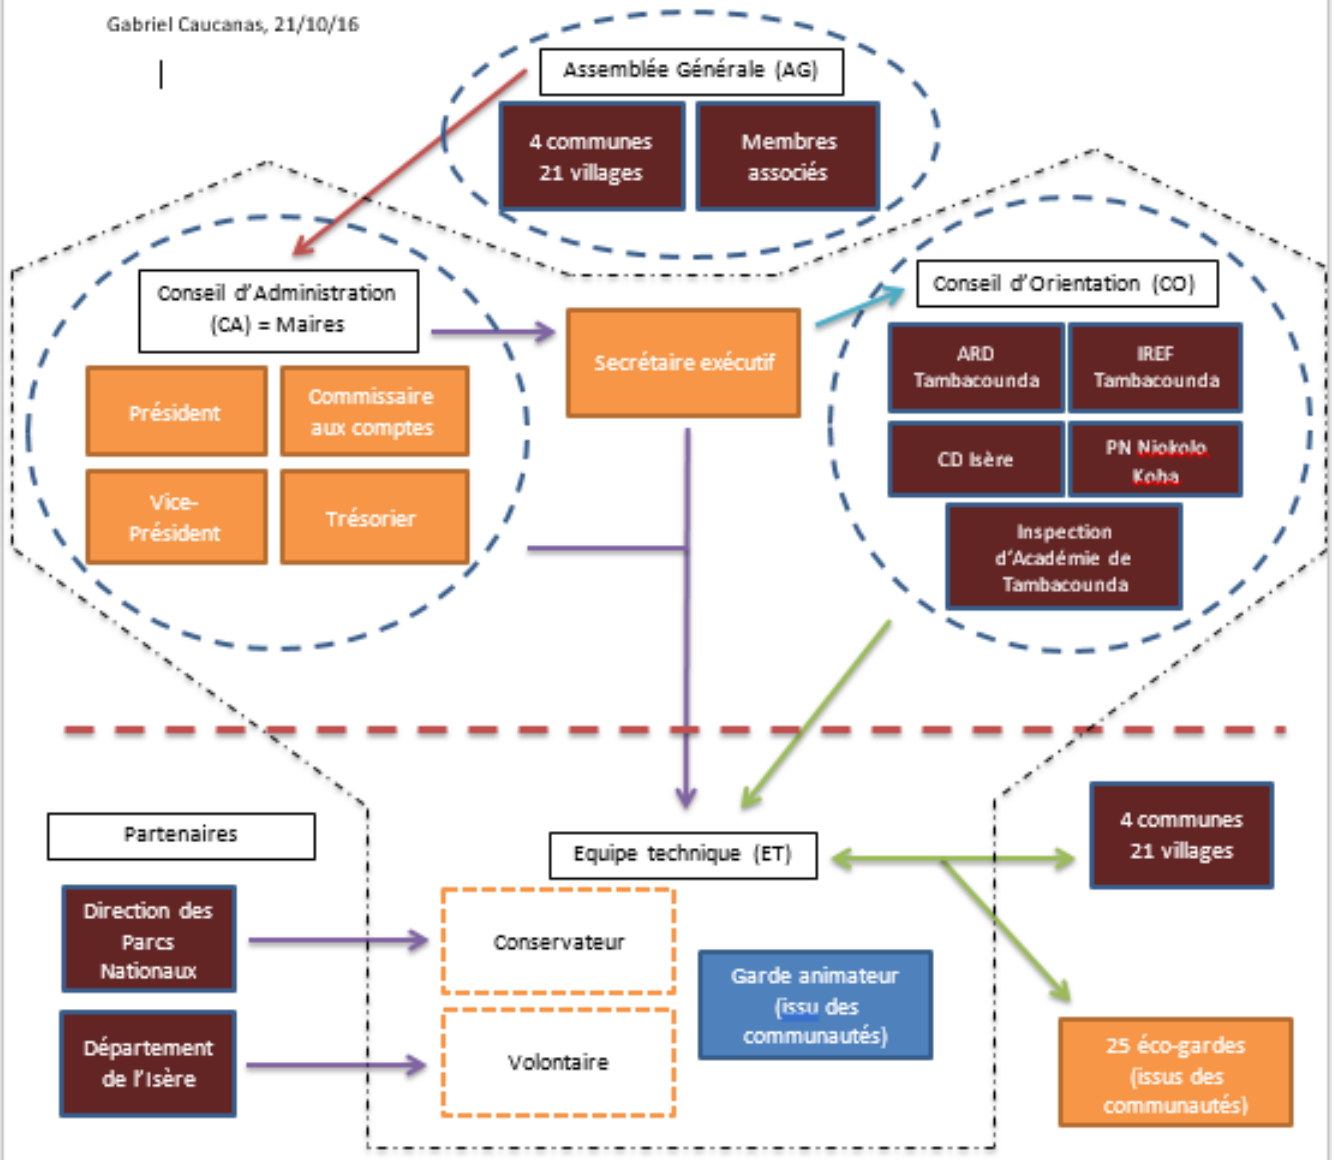 Gabriel Caucanas, 21/10/16
Assemblée Générale (AG)
4 communes
21 villages
Membres
associés
Conseil d'Administration
(CA) = Maires
Président
Commissaire
aux comptes
Vice-
Président
Trésorier
Secrétaire exécutif
Conseil d'Orientation (CO)
ARD
Tambacounda
IREF
Tambacounda
CD Isère
PN Niokolo
Koba
Inspection
d'Académie de
Tambacounda
Partenaires
Direction des
Parcs
Nationaux
Département
de l'Isère
Equipe technique (ET)
Conservateur
Volontaire
Garde animateur
(issu des
communautés)
4 communes
21 villages
25 éco-gardes
(issus des
communautés)